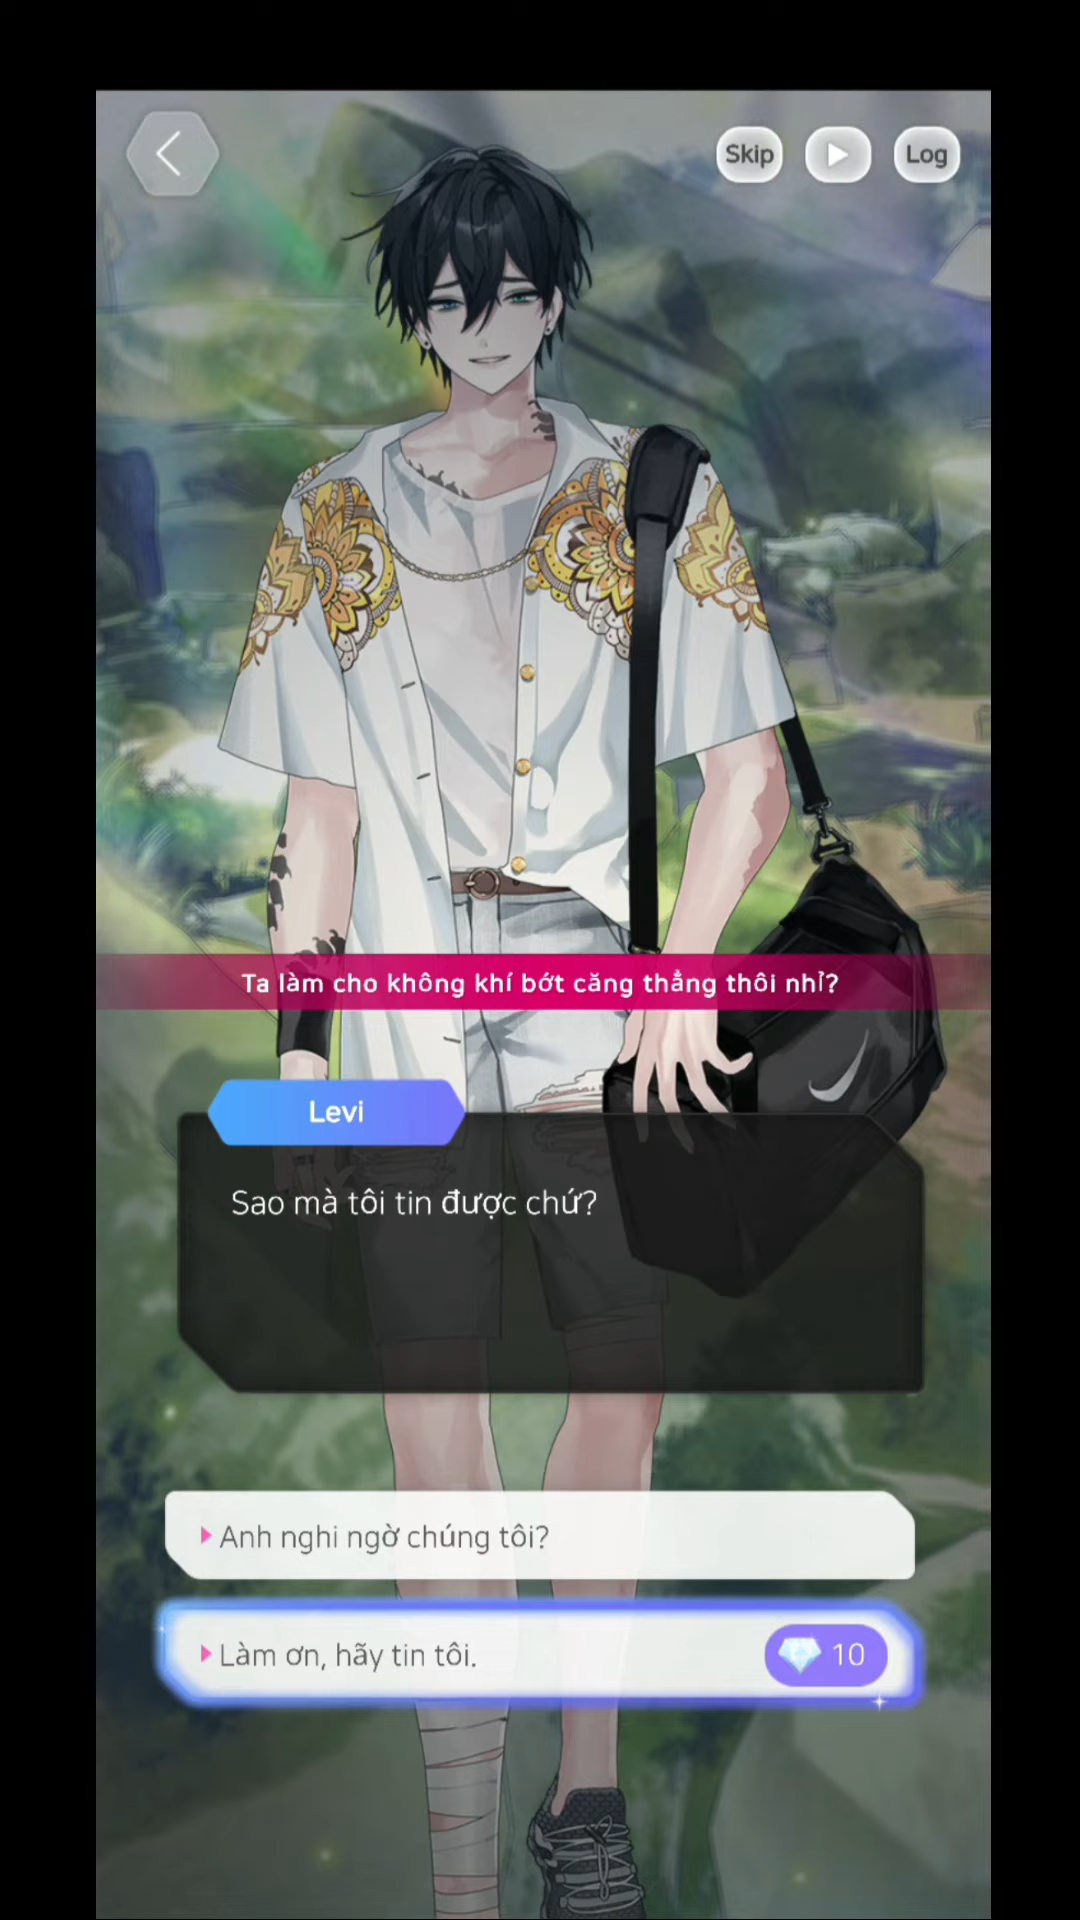 Skip
Log
Ta làm cho không khí bớt căng thẳng thôi nhỉ?
Levi
Sao mà tôi tin được chứ?
Anh nghi ngờ chúng tôi?
Làm ơn, hãy tin tôi.
10